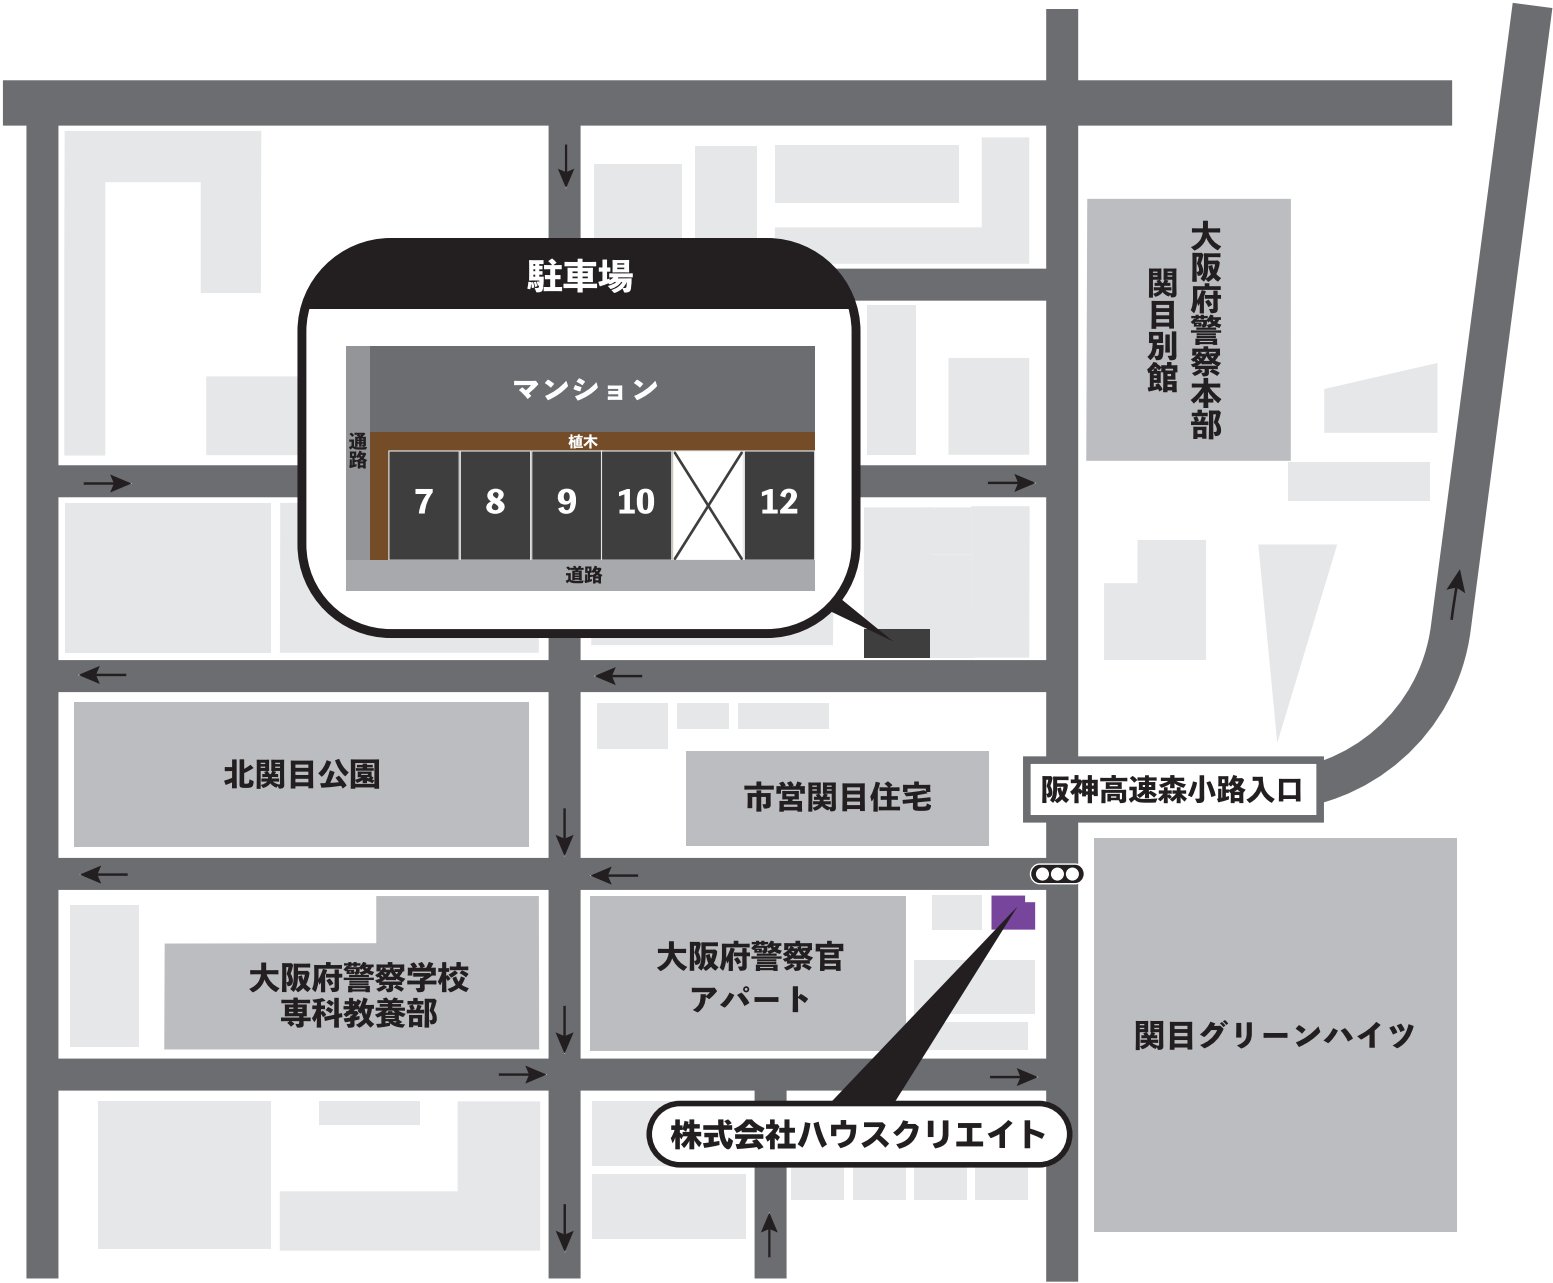 駐車場
マンション
植木
通路
7
8
9
10
12
道路
大阪府警察本部
関目別館
北関目公園
市営関目住宅
阪神高速森小路入口
大阪府警察学校
専科教養部
大阪府警察官
アパート
関目グリーンハイツ
株式会社ハウスクリエイト